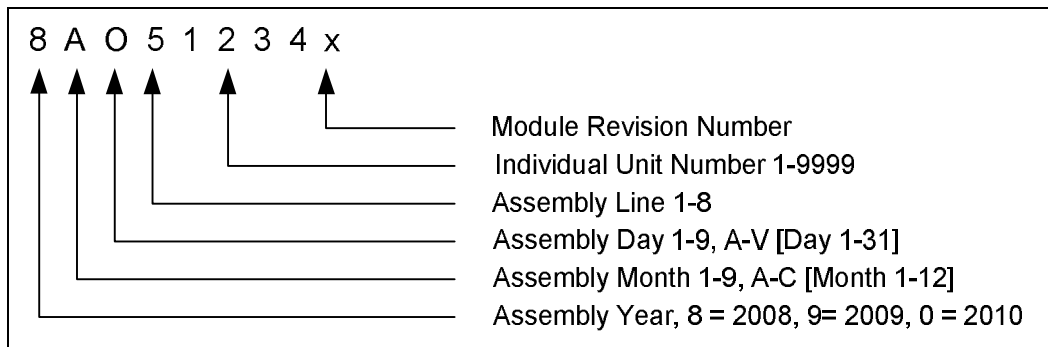 8 A O 5 1 2 3 4 x
Module Revision Number
Individual Unit Number 1-9999
Assembly Line 1-8
Assembly Day 1-9, A-V [Day 1-31]
Assembly Month 1-9, A-C [Month 1-12]
Assembly Year, 8 = 2008, 9= 2009, 0 = 2010